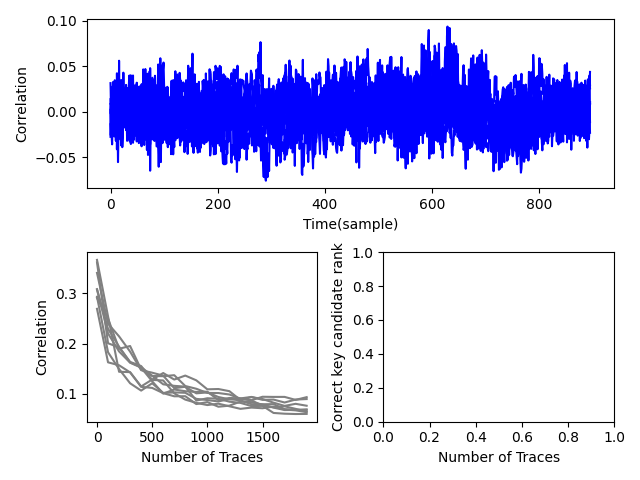 0.10
0.05
0.00
−0.05
Correlation
0 200 400 600 800
Time(sample)
0.3
0.2
0.1
Correlation
0 500 1000 1500
Number of Traces
1.0
0.8
0.6
0.4
0.2
0.0
Correct key candidate rank
0.0 0.2 0.4 0.6 0.8 1.0
Number of Traces